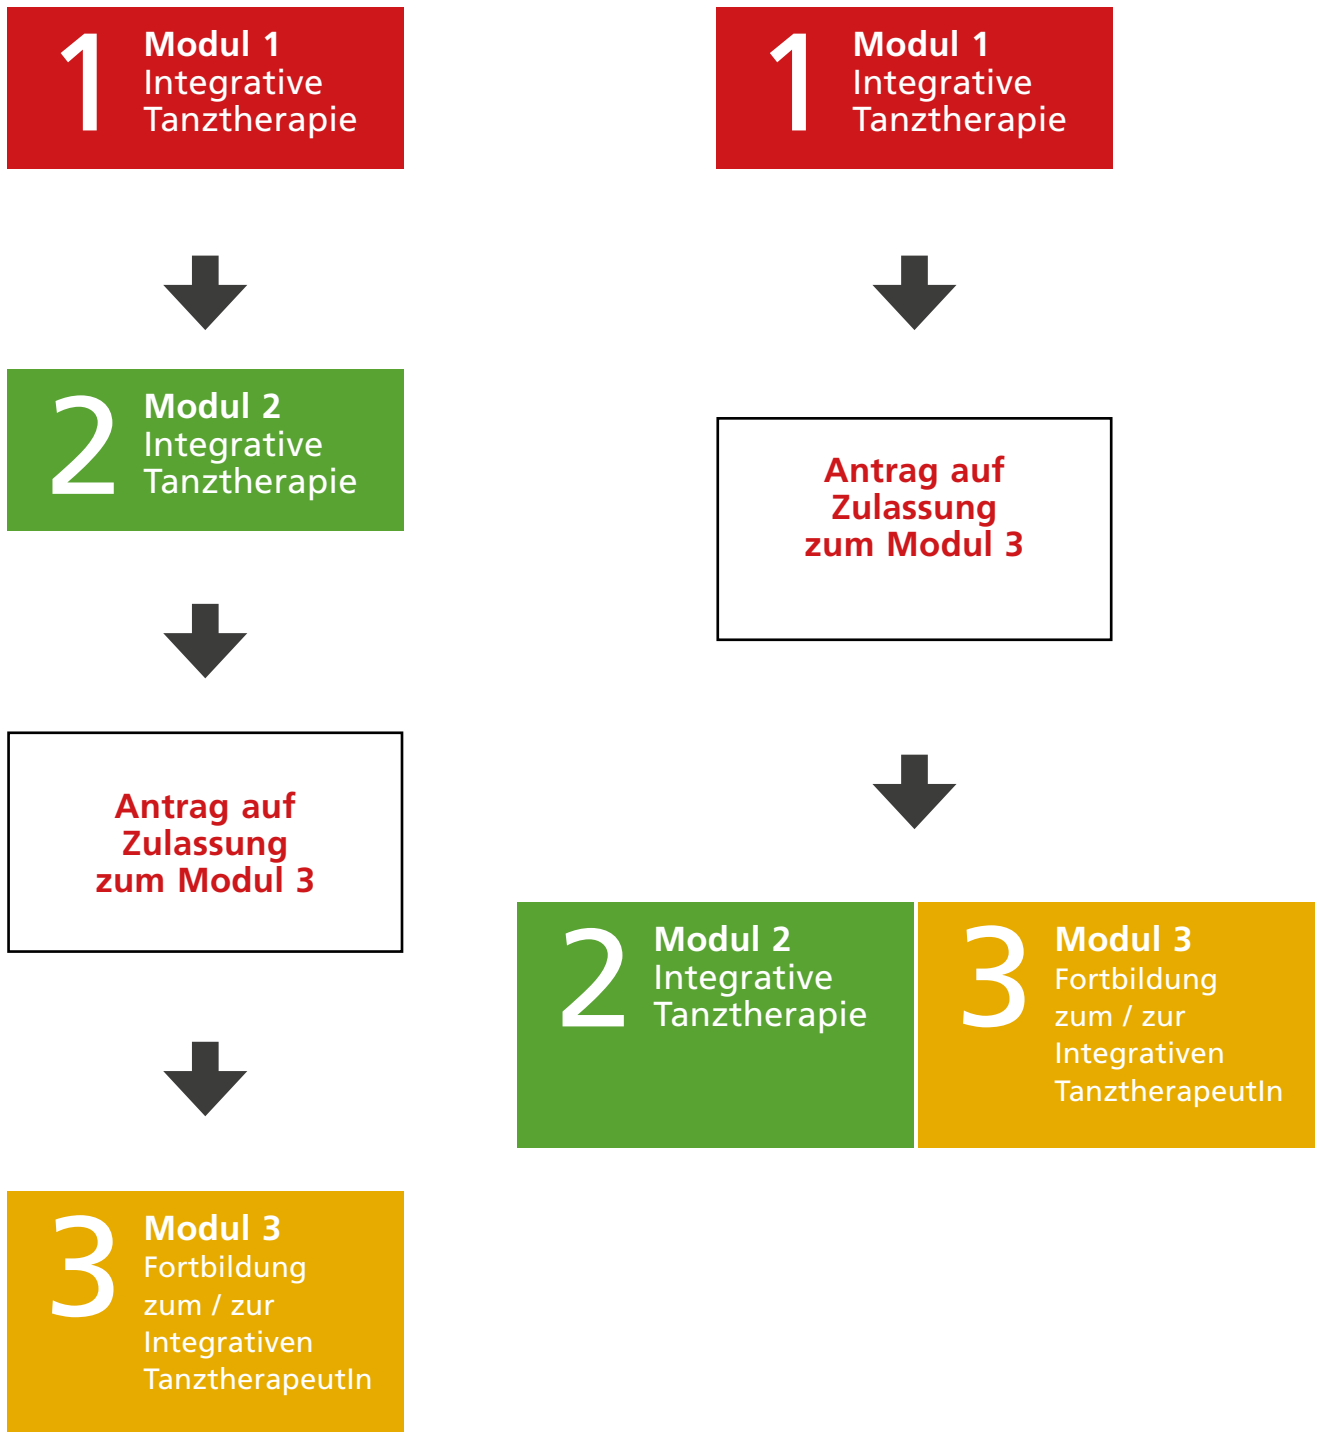 1
Modul 1
Integrative
Tanztherapie
2
Modul 2
Integrative
Tanztherapie
Antrag auf
Zulassung
zum Modul 3
3
Modul 3
Fortbildung
zum / zur
Integrativen
TanztherapeutIn
1
Modul 1
Integrative
Tanztherapie
Antrag auf
Zulassung
zum Modul 3
2
Modul 2
Integrative
Tanztherapie
3
Modul 3
Fortbildung
zum / zur
Integrativen
TanztherapeutIn